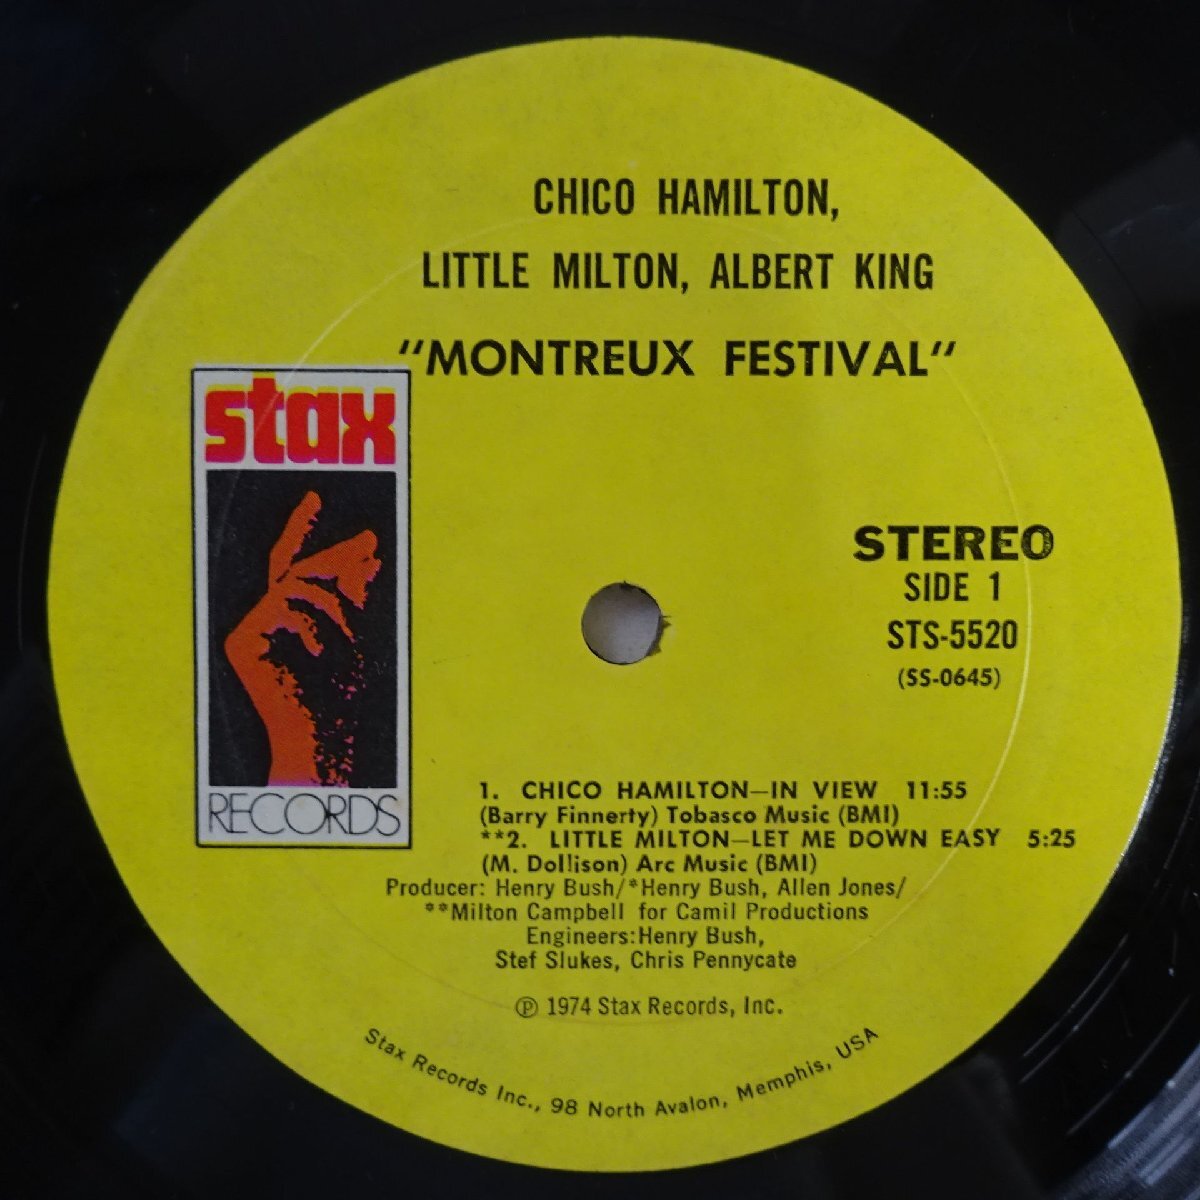 CHICO HAMILTON,
LITTLE MILTON, ALBERT KING
"MONTREUX FESTIVAL"
stax
RECORDS
STEREO
SIDE 1
STS-5520
(SS-0645)
1. CHICO HAMILTON—IN VIEW 11:55
(Barry Finnerty) Tobasco Music (BMI)
**2. LITTLE MILTON—LET ME DOWN EASY 5:25
(M. Dollison) Arc Music (BMI)
Producer: Henry Bush/*Henry Bush, Allen Jones/
**Milton Campbell for Camil Productions
Engineers:Henry Bush,
Stef Slukes, Chris Pennycate
℗ 1974 Stax Records, Inc.
Stax Records Inc., 98 North Avalon, Memphis, USA